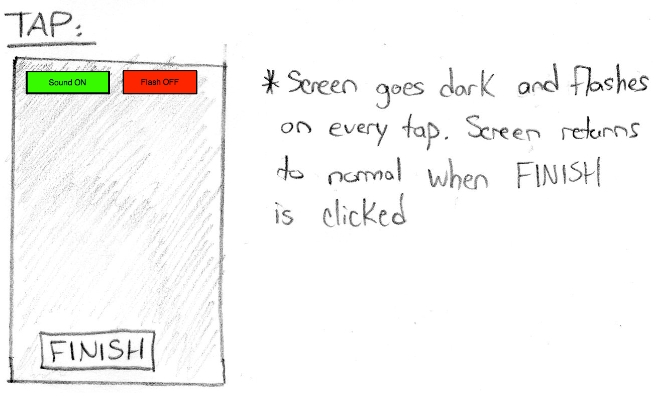 TAP:
Sound ON
Flash OFF
* Screen goes dark and flashes
on every tap. Screen returns
to normal when FINISH
is clicked
FINISH